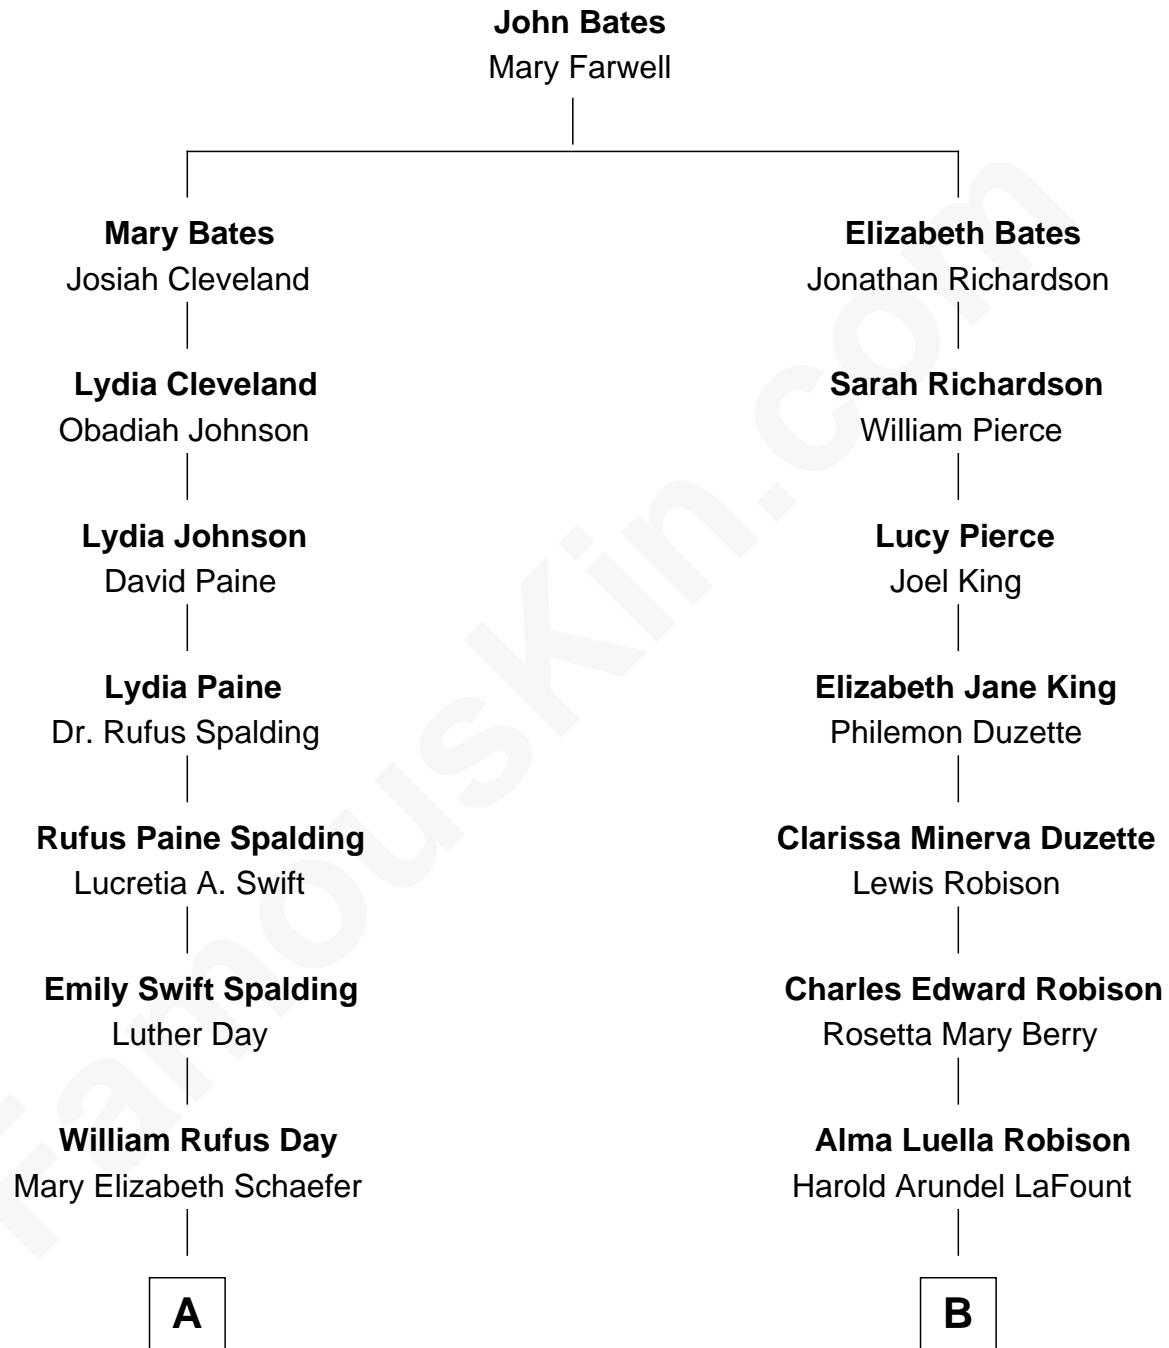 John Bates
Mary Farwell
Mary Bates
Josiah Cleveland
Elizabeth Bates
Jonathan Richardson
Lydia Cleveland
Obadiah Johnson
Sarah Richardson
William Pierce
Lydia Johnson
David Paine
Lucy Pierce
Joel King
Lydia Paine
Dr. Rufus Spalding
Elizabeth Jane King
Philemon Duzette
Rufus Paine Spalding
Lucretia A. Swift
Clarissa Minerva Duzette
Lewis Robison
Emily Swift Spalding
Luther Day
Charles Edward Robison
Rosetta Mary Berry
William Rufus Day
Mary Elizabeth Schaefer
Alma Luella Robison
Harold Arundel LaFount
A
B
FamousKin.com